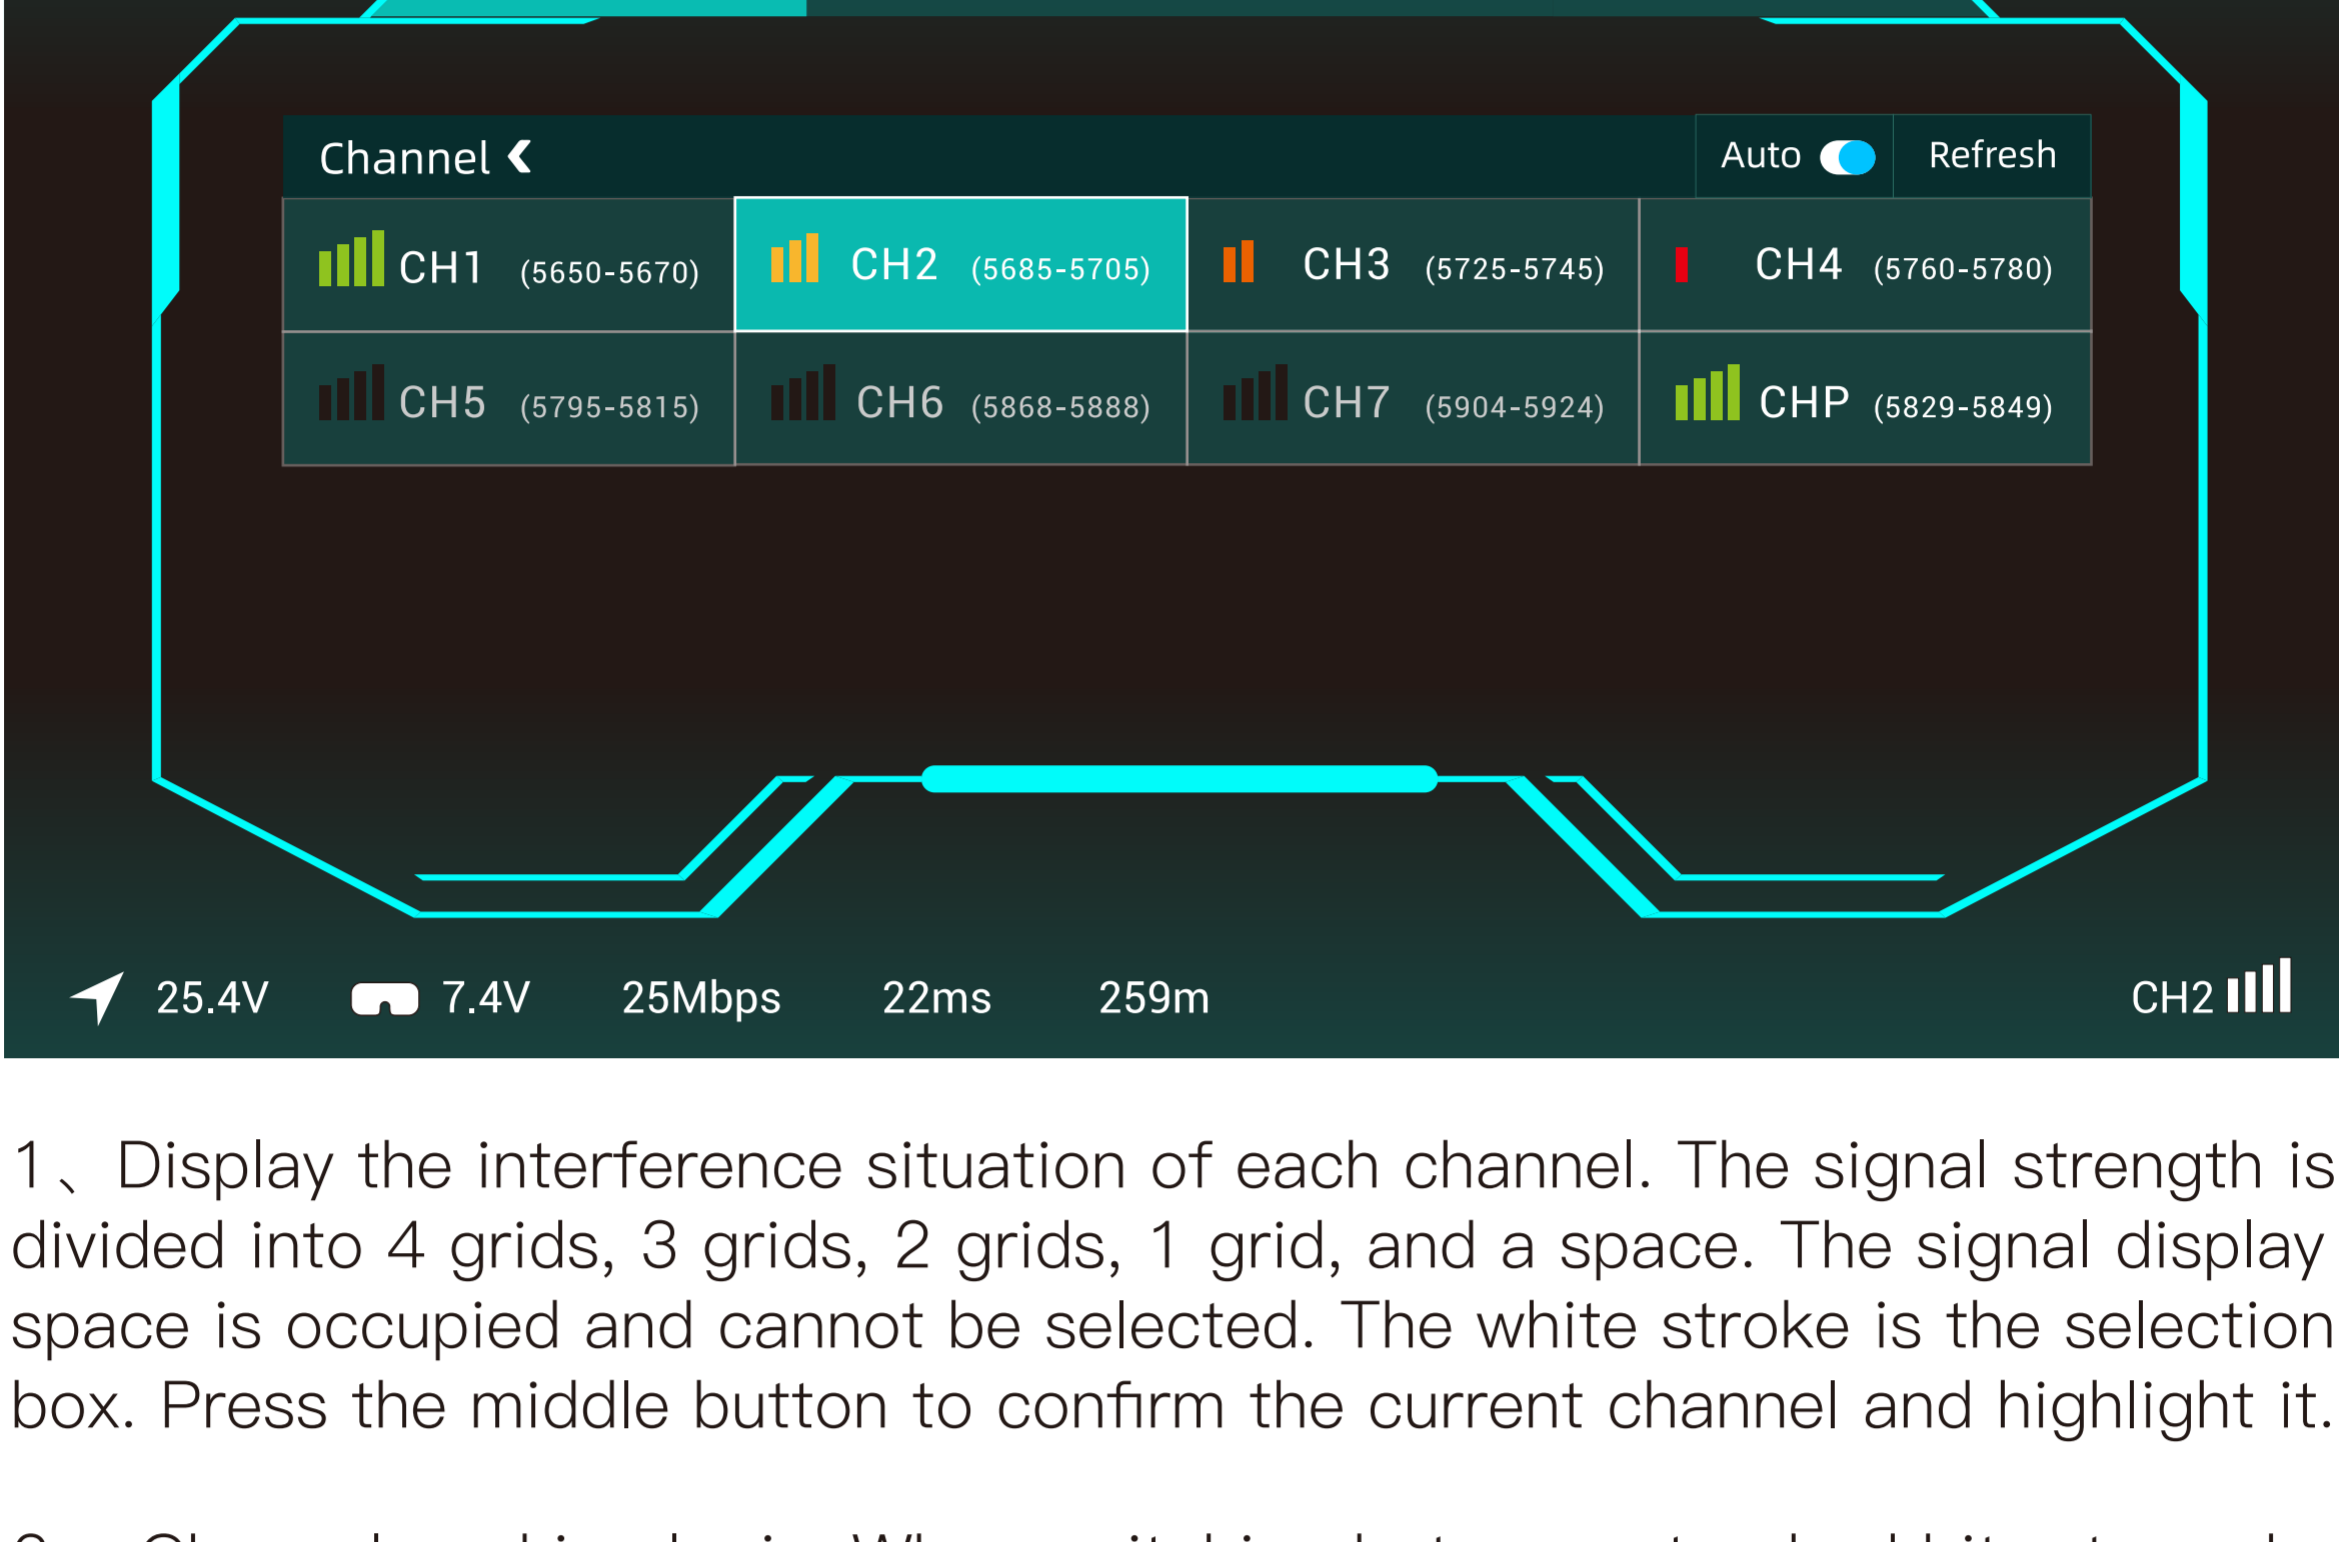 Channel
Auto
Refresh
CH1 (5650-5670)
CH2 (5685-5705)
CH3 (5725-5745)
CH4 (5760-5780)
CH5 (5795-5815)
CH6 (5868-5888)
CH7 (5904-5924)
CHP (5829-5849)
25.4V
7.4V
25Mbps
22ms
259m
CH2
1、Display the interference situation of each channel. The signal strength is
divided into 4 grids, 3 grids, 2 grids, 1 grid, and a space. The signal display
space is occupied and cannot be selected. The white stroke is the selection
box. Press the middle button to confirm the current channel and highlight it.